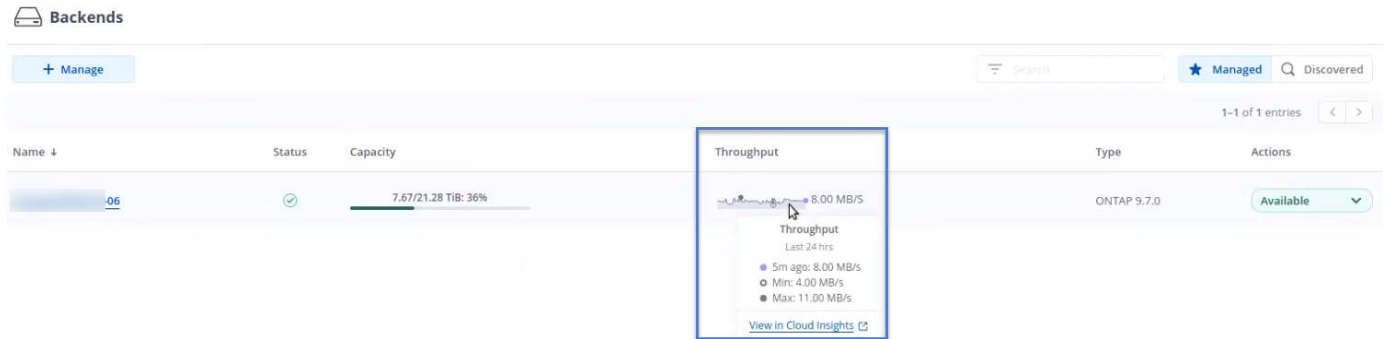 Backends
+ Manage
Search
Managed
Discovered
1-1 of 1 entries
Name ↓
Status
Capacity
Throughput
Type
Actions
-06
7.67/21.28 TiB: 36%
8.00 MB/S
ONTAP 9.7.0
Available
Throughput
Last 24 hrs
5m ago: 8.00 MB/s
Min: 4.00 MB/s
Max: 11.00 MB/s
View in Cloud Insights